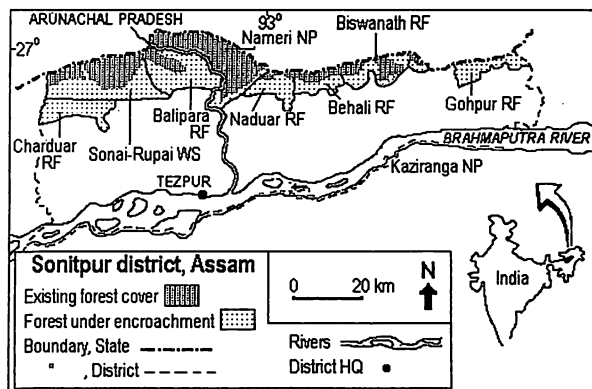 ARUNACHAL PRADESH
93°
27°
Nameri NP
Biswanath RF
Balipara RF
Naduar RF
Behali RF
Gohpur RF
Charduar RF
Sonai-Rupai WS
BRAHMAPUTRA RIVER
Kaziranga NP
TEZPUR
Sonitpur district, Assam
Existing forest cover
Forest under encroachment
Boundary, State
" , District
0 20 km
N
Rivers
District HQ
India